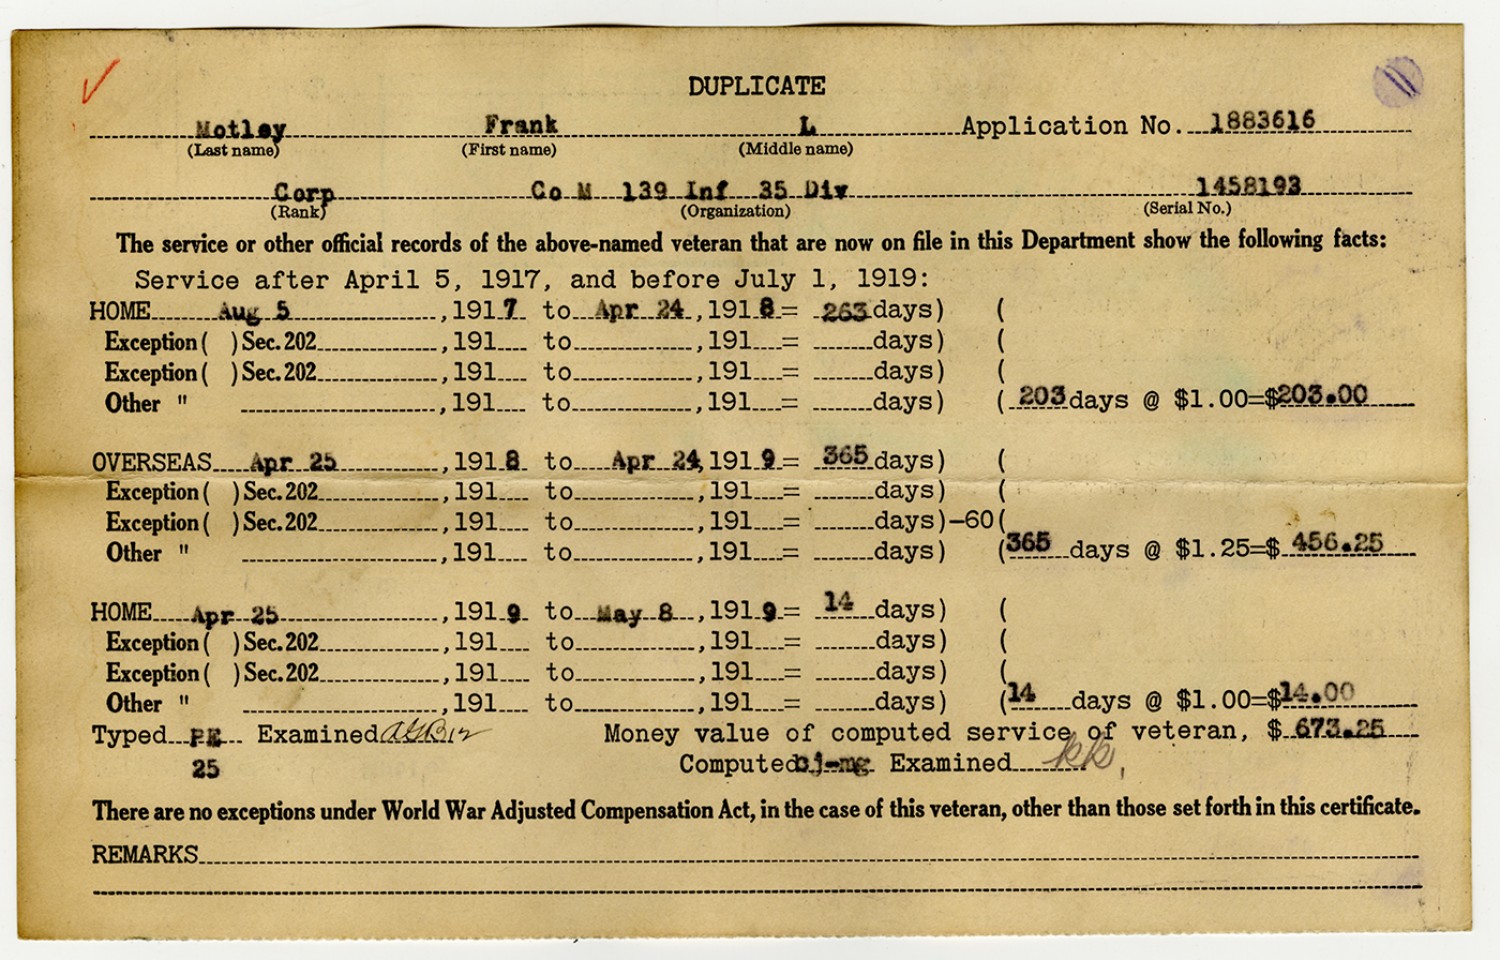 DUPLICATE
Motley Frank L Application No. 1883616
(Last name) (First name) (Middle name)
Corp Co M 139 Inf 35 Div 1458193
(Rank) (Organization) (Serial No.)
The service or other official records of the above-named veteran that are now on file in this Department show the following facts:
Service after April 5, 1917, and before July 1, 1919:
HOME Aug 5, 1917 to Apr 24, 1918= 263 days) (
Exception( )Sec. 202, 191 to , 191 = days) (
Exception( )Sec. 202, 191 to , 191 = days) (
Other " , 191 to , 191 = days) ( 203 days @ $1.00=$203.00
OVERSEAS Apr 25, 1918 to Apr 24, 1919= 365 days) (
Exception( )Sec. 202, 191 to , 191 = days) (
Exception( )Sec. 202, 191 to , 191 = days)-60(
Other " , 191 to , 191 = days) (365 days @ $1.25=$ 456.25
HOME Apr 25, 1919 to May 8, 1919= 14 days) (
Exception( )Sec. 202, 191 to , 191 = days) (
Exception( )Sec. 202, 191 to , 191 = days) (
Other " , 191 to , 191 = days) (14 days @ $1.00=$14.00
Typed Examined Money value of computed service of veteran, $ 673.25
25 Computed Examined kk
There are no exceptions under World War Adjusted Compensation Act, in the case of this veteran, other than those set forth in this certificate.
REMARKS